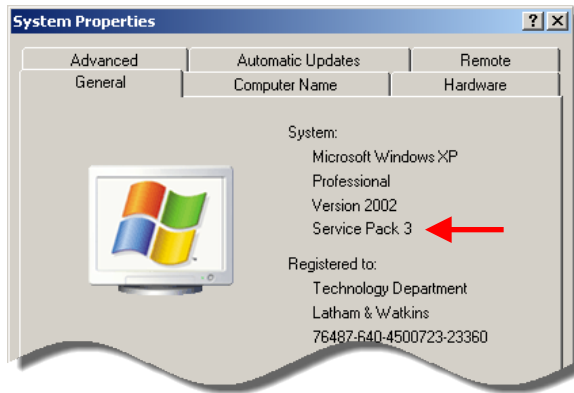 System Properties
? X
Advanced Automatic Updates Remote
General Computer Name Hardware
System:
Microsoft Windows XP
Professional
Version 2002
Service Pack 3
Registered to:
Technology Department
Latham & Watkins
76487-640-4500723-23360